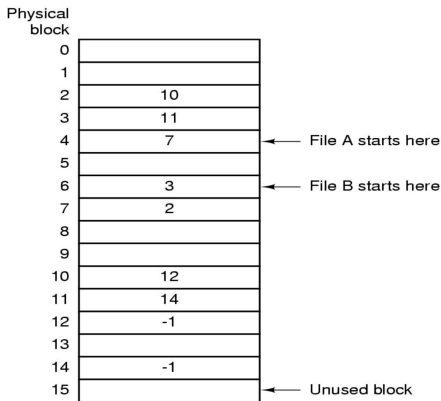 Physical
block
0
1
2 10
3 11
4 7 File A starts here
5
6 3 File B starts here
7 2
8
9
10 12
11 14
12 -1
13
14 -1
15 Unused block